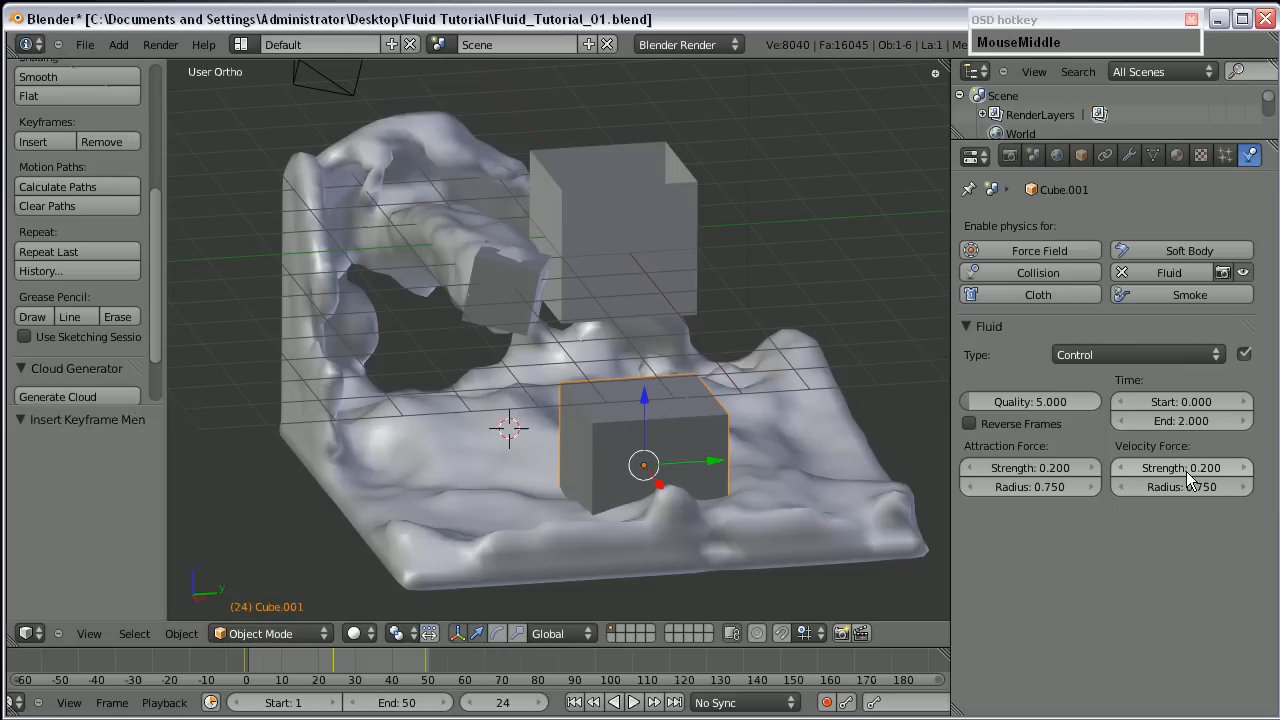 Blender* [C:\Documents and Settings\Administrator\Desktop\Fluid Tutorial\Fluid_Tutorial_01.blend]
OSD hotkey
MouseMiddle
File Add Render Help Default Scene Blender Render Ve:8040 | Fa:16045 | Ob:1-6 | La:1 | Me
View Search All Scenes
Scene
RenderLayers |
World
User Ortho
Smooth
Flat
Keyframes:
Insert Remove
Motion Paths:
Calculate Paths
Clear Paths
Repeat:
Repeat Last
History...
Grease Pencil:
Draw Line Erase
Use Sketching Sessio
Cloud Generator
Generate Cloud
Insert Keyframe Men
z
y
(24) Cube.001
Cube.001
Enable physics for:
Force Field Soft Body
Collision Fluid
Cloth Smoke
Fluid
Type: Control
Time:
Quality: 5.000 Start: 0.000
Reverse Frames End: 2.000
Attraction Force: Velocity Force:
Strength: 0.200 Strength: 0.200
Radius: 0.750 Radius: 0.750
View Select Object Object Mode Global
-60 -40 -30 -20 -10 0 10 20 30 40 50 60 70 80 90 100 110 120 130 140 150 160 170 180
View Frame Playback Start: 1 End: 50 24 No Sync